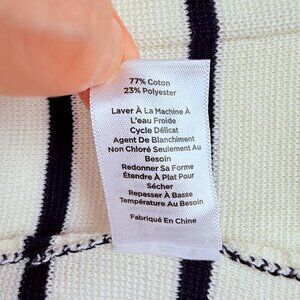 77% Coton
23% Polyester
Laver À La Machine À
L'eau Froide
Cycle Délicat
Agent De Blanchiment
Non Chloré Seulement Au
Besoin
Redonner Sa Forme
Étendre À Plat Pour
Sécher
Repasser À Basse
Température Au Besoin
Fabriqué En Chine